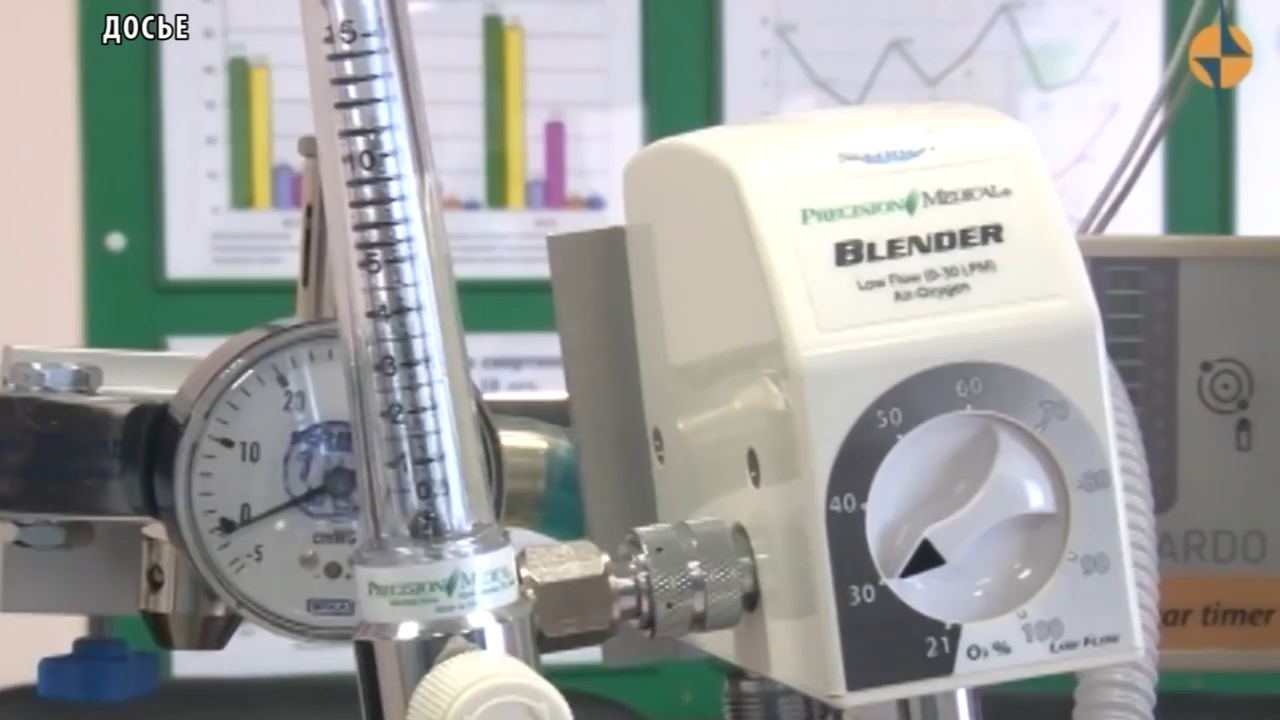 ДОСЬЕ
15
10
5
4
3
2
1
0
PRECISION MEDICAL
20
10
0
-5
WIKA
PRECISION MEDICAL®
BLENDER
Low Flow (0-30 LPM)
Air-Oxygen
60
50
70
40
80
30
90
21
O₂ %
100
LOW FLOW
ARDO
ar timer